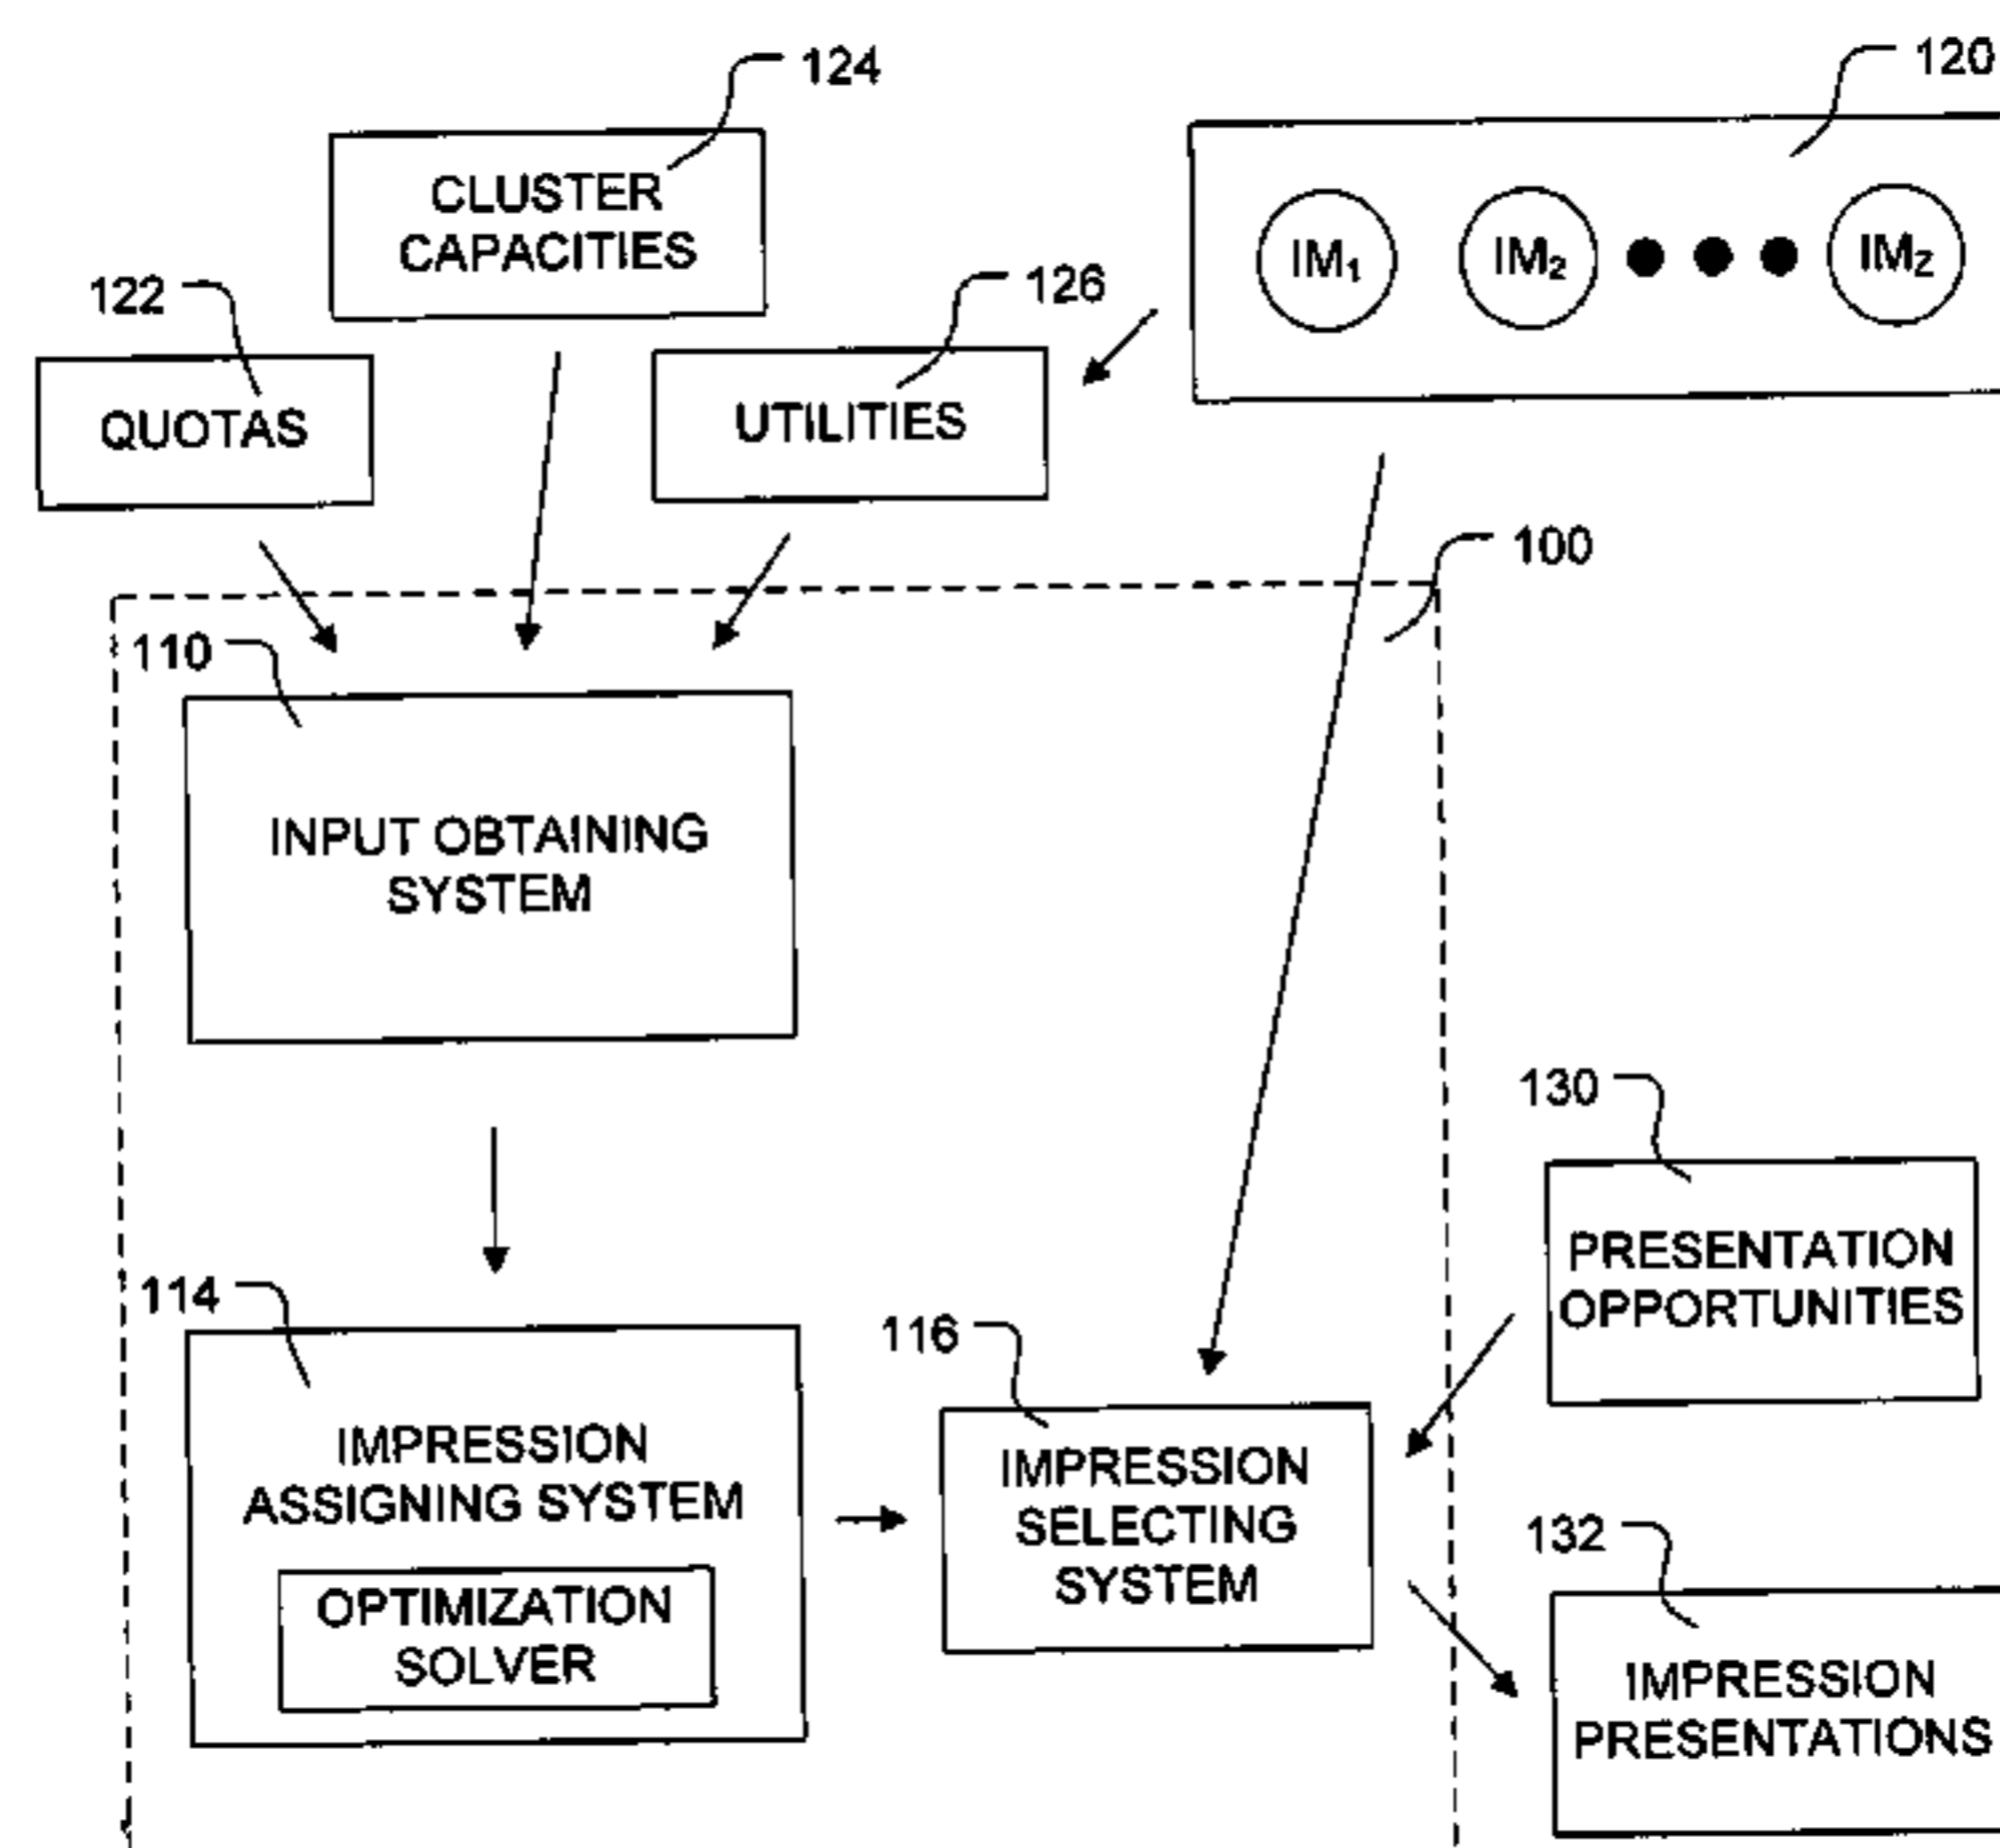 124
120
CLUSTER
CAPACITIES
IM₁ IM₂ IM_Z
122
126
QUOTAS
UTILITIES
100
110
INPUT OBTAINING
SYSTEM
130
PRESENTATION
OPPORTUNITIES
114
116
IMPRESSION
ASSIGNING SYSTEM
IMPRESSION
SELECTING
SYSTEM
OPTIMIZATION
SOLVER
132
IMPRESSION
PRESENTATIONS